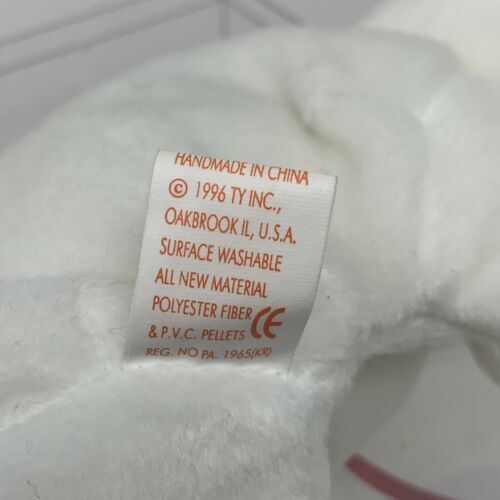 HANDMADE IN CHINA
© 1996 TY INC.,
OAKBROOK IL, U.S.A.
SURFACE WASHABLE
ALL NEW MATERIAL
POLYESTER FIBER
& P.V.C. PELLETS CE
REG. NO PA. 1965(KR)